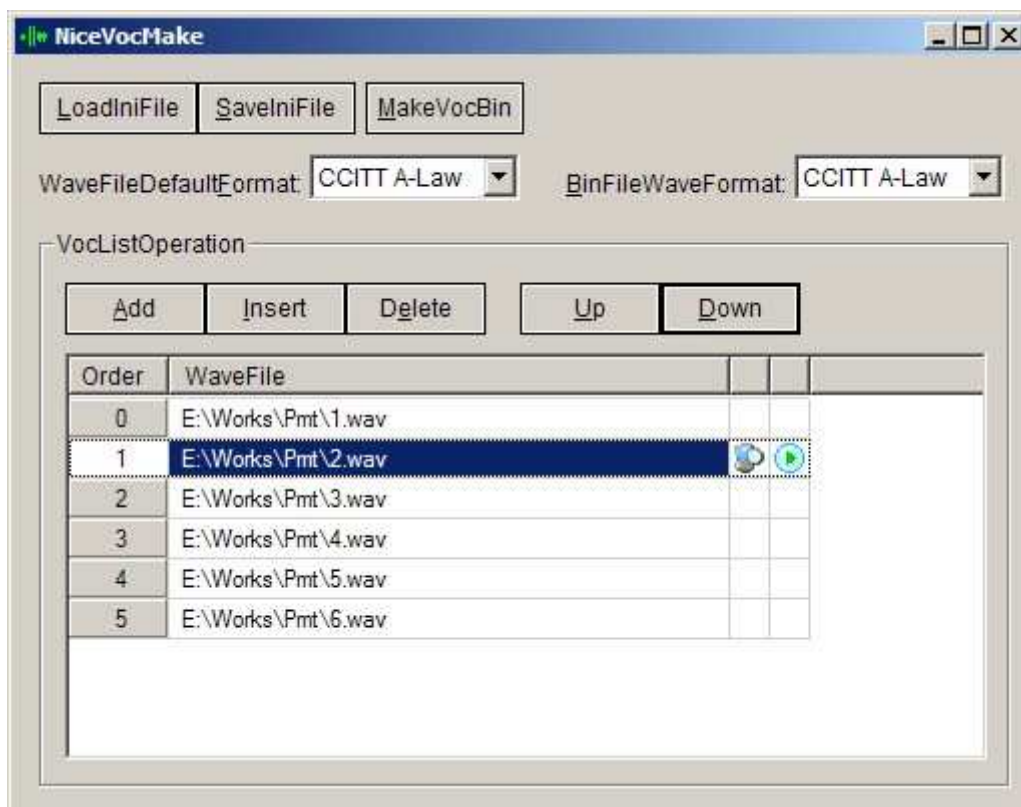 NiceVocMake
LoadIniFile SaveIniFile MakeVocBin
WaveFileDefaultFormat: CCITT A-Law BinFileWaveFormat: CCITT A-Law
VocListOperation
Add Insert Delete Up Down
Order WaveFile
0 E:\Works\Pmt\1.wav
1 E:\Works\Pmt\2.wav
2 E:\Works\Pmt\3.wav
3 E:\Works\Pmt\4.wav
4 E:\Works\Pmt\5.wav
5 E:\Works\Pmt\6.wav